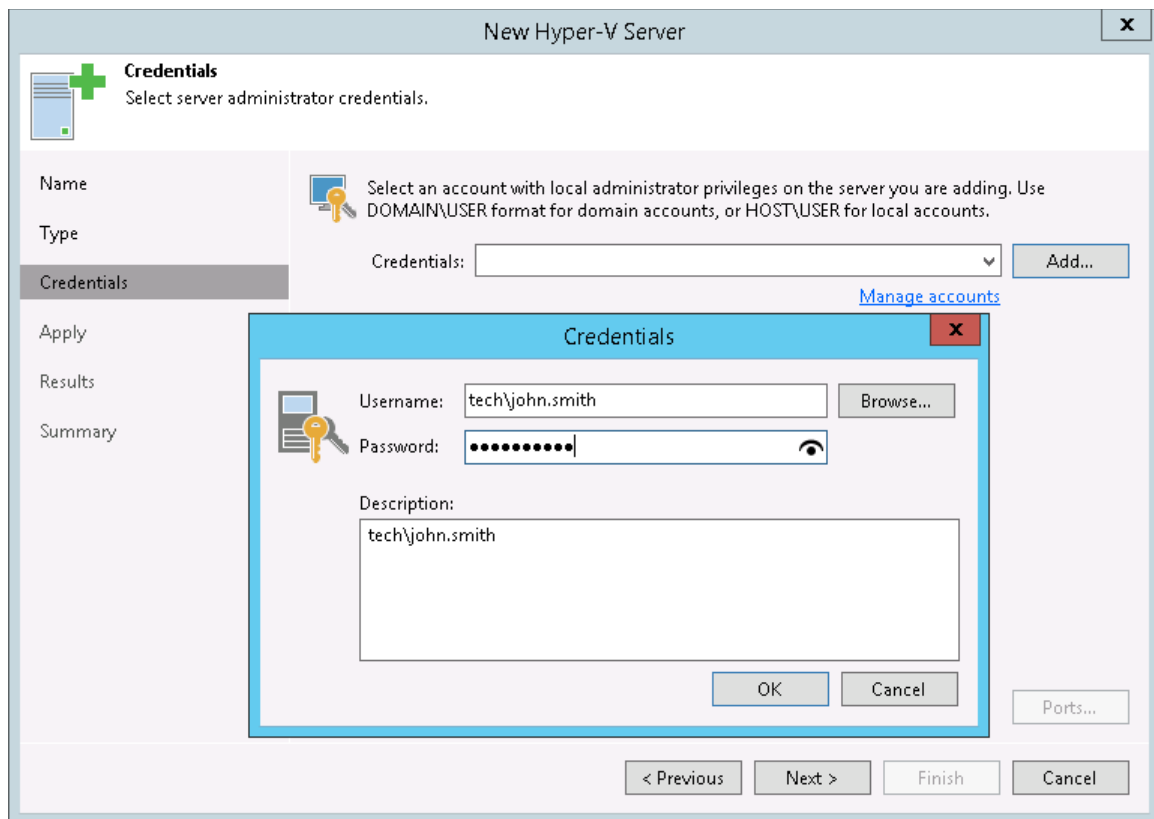 New Hyper-V Server
x
Credentials
Select server administrator credentials.
Name
Type
Credentials
Apply
Results
Summary
Select an account with local administrator privileges on the server you are adding. Use
DOMAIN\USER format for domain accounts, or HOST\USER for local accounts.
Credentials:
Add...
Manage accounts
Credentials
x
Username:
tech\john.smith
Browse...
Password:
••••••••••
Description:
tech\john.smith
OK
Cancel
Ports...
< Previous
Next >
Finish
Cancel